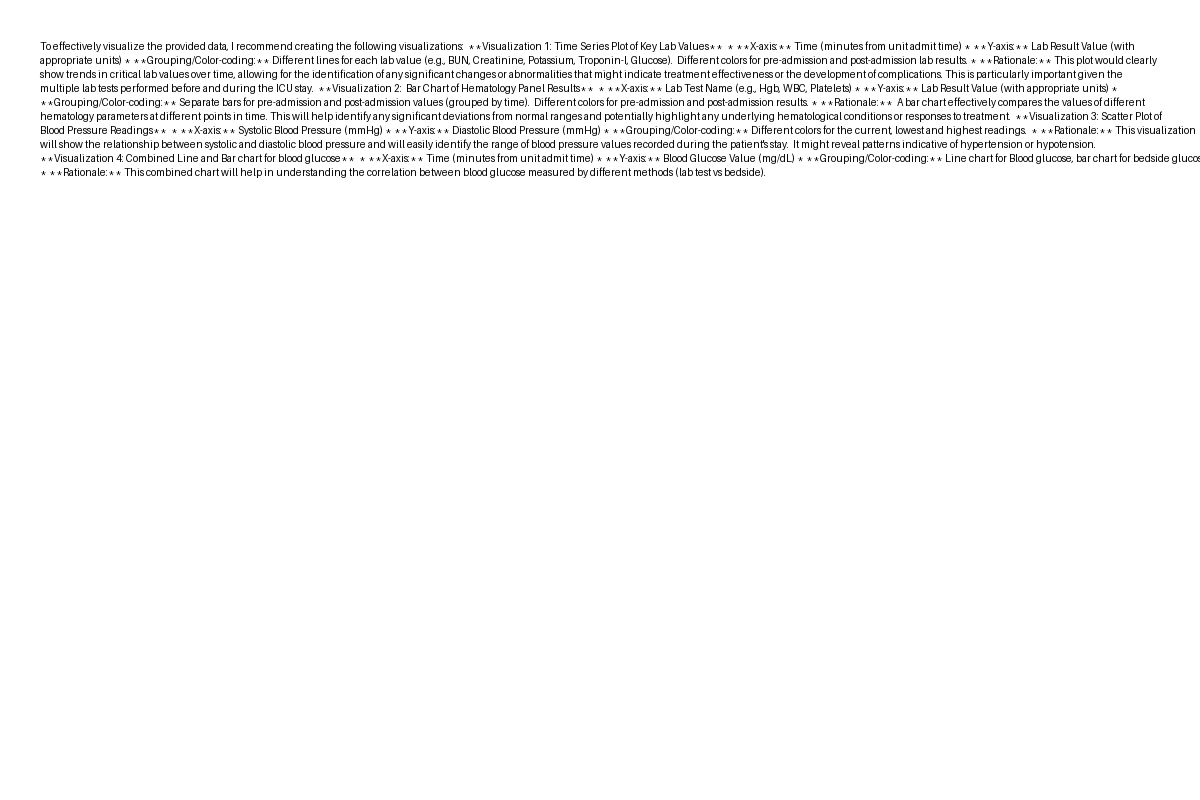 To effectively visualize the provided data, I recommend creating the following visualizations:  **Visualization 1: Time Series Plot of Key Lab Values**  * **X-axis:** Time (minutes from unit admit time) * **Y-axis:** Lab Result Value (with
appropriate units) * **Grouping/Color-coding:** Different lines for each lab value (e.g., BUN, Creatinine, Potassium, Troponin-I, Glucose).  Different colors for pre-admission and post-admission lab results. * **Rationale:** This plot would clearly
show trends in critical lab values over time, allowing for the identification of any significant changes or abnormalities that might indicate treatment effectiveness or the development of complications. This is particularly important given the
multiple lab tests performed before and during the ICU stay.  **Visualization 2:  Bar Chart of Hematology Panel Results**  * **X-axis:** Lab Test Name (e.g., Hgb, WBC, Platelets) * **Y-axis:** Lab Result Value (with appropriate units) *
**Grouping/Color-coding:** Separate bars for pre-admission and post-admission values (grouped by time).  Different colors for pre-admission and post-admission results. * **Rationale:**  A bar chart effectively compares the values of different
hematology parameters at different points in time. This will help identify any significant deviations from normal ranges and potentially highlight any underlying hematological conditions or responses to treatment.  **Visualization 3: Scatter Plot of
Blood Pressure Readings**  * **X-axis:** Systolic Blood Pressure (mmHg) * **Y-axis:** Diastolic Blood Pressure (mmHg) * **Grouping/Color-coding:** Different colors for the current, lowest and highest readings.  * **Rationale:** This visualization
will show the relationship between systolic and diastolic blood pressure and will easily identify the range of blood pressure values recorded during the patient's stay.  It might reveal patterns indicative of hypertension or hypotension.
**Visualization 4: Combined Line and Bar chart for blood glucose**  * **X-axis:** Time (minutes from unit admit time) * **Y-axis:** Blood Glucose Value (mg/dL) * **Grouping/Color-coding:** Line chart for Blood glucose, bar chart for bedside
* **Rationale:** This combined chart will help in understanding the correlation between blood glucose measured by different methods (lab test vs bedside).